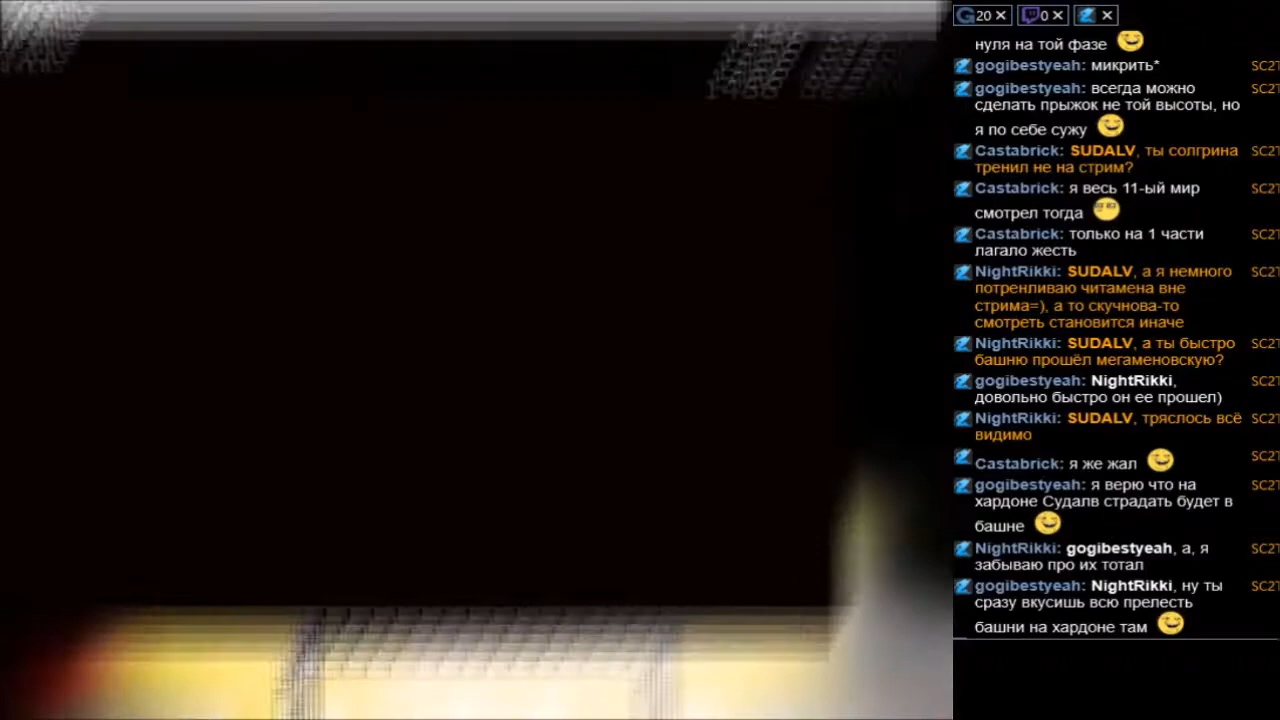 20 ✕ 0 ✕ ✕
нуля на той фазе
gogibestyeah: микрить*
gogibestyeah: всегда можно
сделать прыжок не той высоты, но
я по себе сужу
Castabrick: SUDALV, ты солгрина
тренил не на стрим?
Castabrick: я весь 11-ый мир
смотрел тогда
Castabrick: только на 1 части
лагало жесть
NightRikki: SUDALV, а я немного
потренливаю читамена вне
стрима=), а то скучнова-то
смотреть становится иначе
NightRikki: SUDALV, а ты быстро
башню прошёл мегаменовскую?
gogibestyeah: NightRikki,
довольно быстро он ее прошел)
NightRikki: SUDALV, тряслось всё
видимо
Castabrick: я же жал
gogibestyeah: я верю что на
хардоне Судалв страдать будет в
башне
NightRikki: gogibestyeah, а, я
забываю про их тотал
gogibestyeah: NightRikki, ну ты
сразу вкусишь всю прелесть
башни на хардоне там